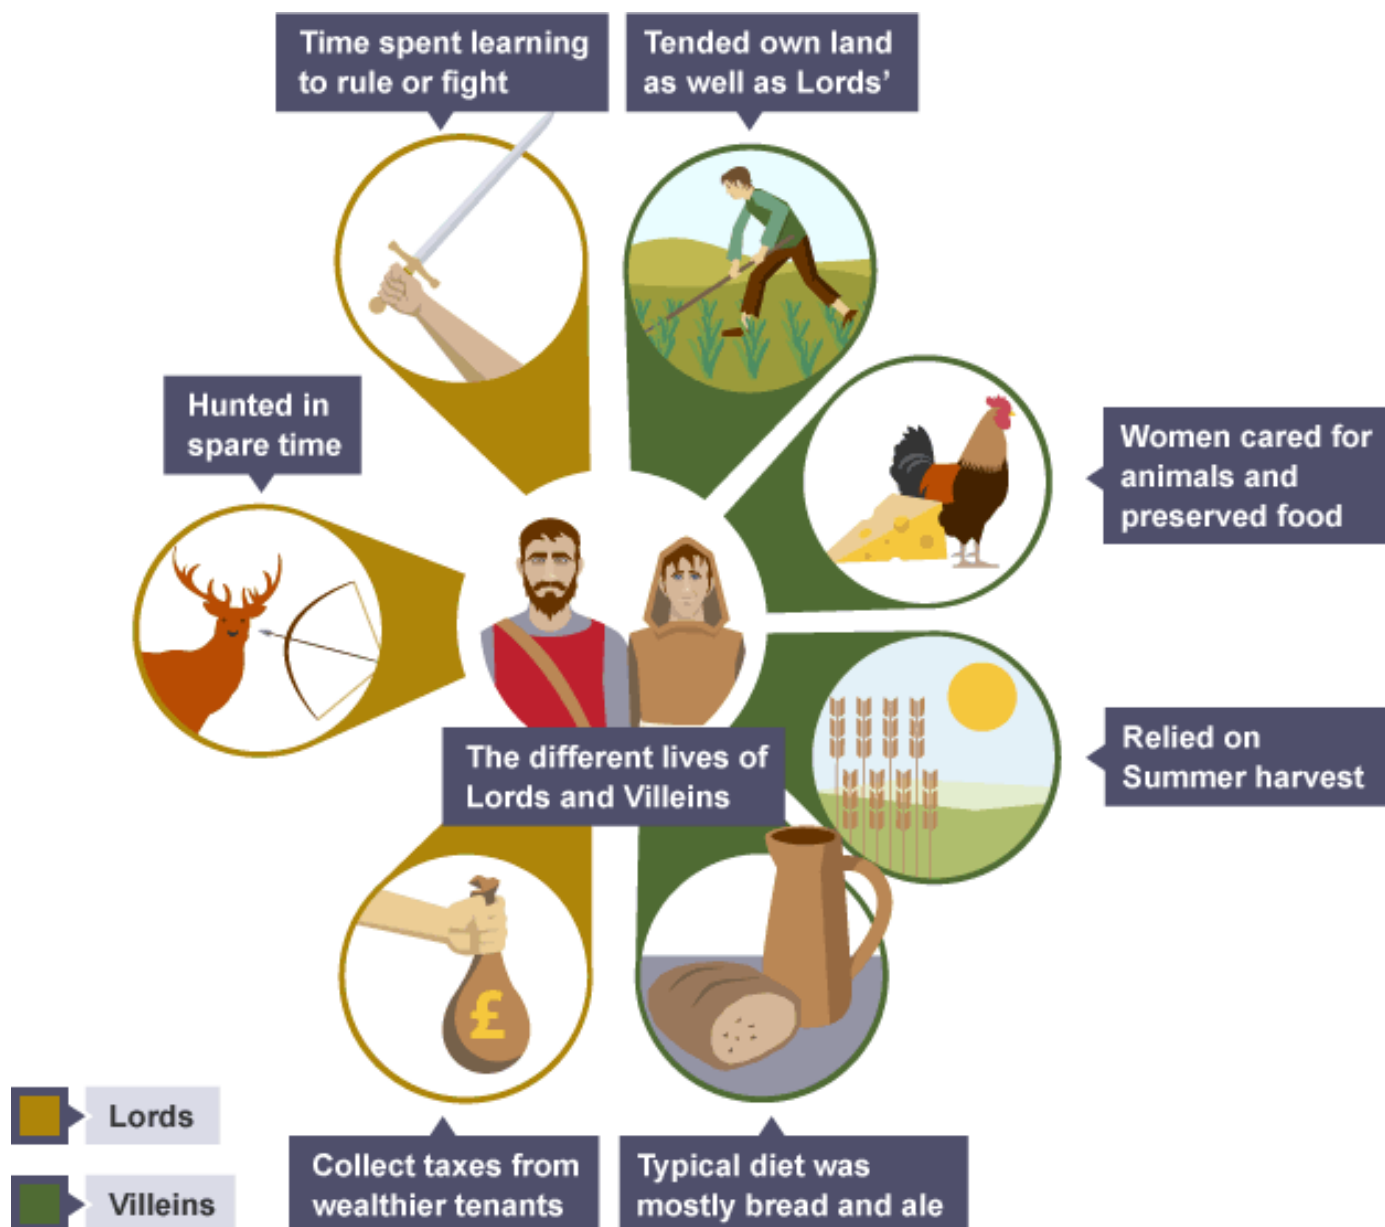 Time spent learning
to rule or fight
Tended own land
as well as Lords’
Hunted in
spare time
Women cared for
animals and
preserved food
The different lives of
Lords and Villeins
Relied on
Summer harvest
£
Collect taxes from
wealthier tenants
Typical diet was
mostly bread and ale
Lords
Villeins